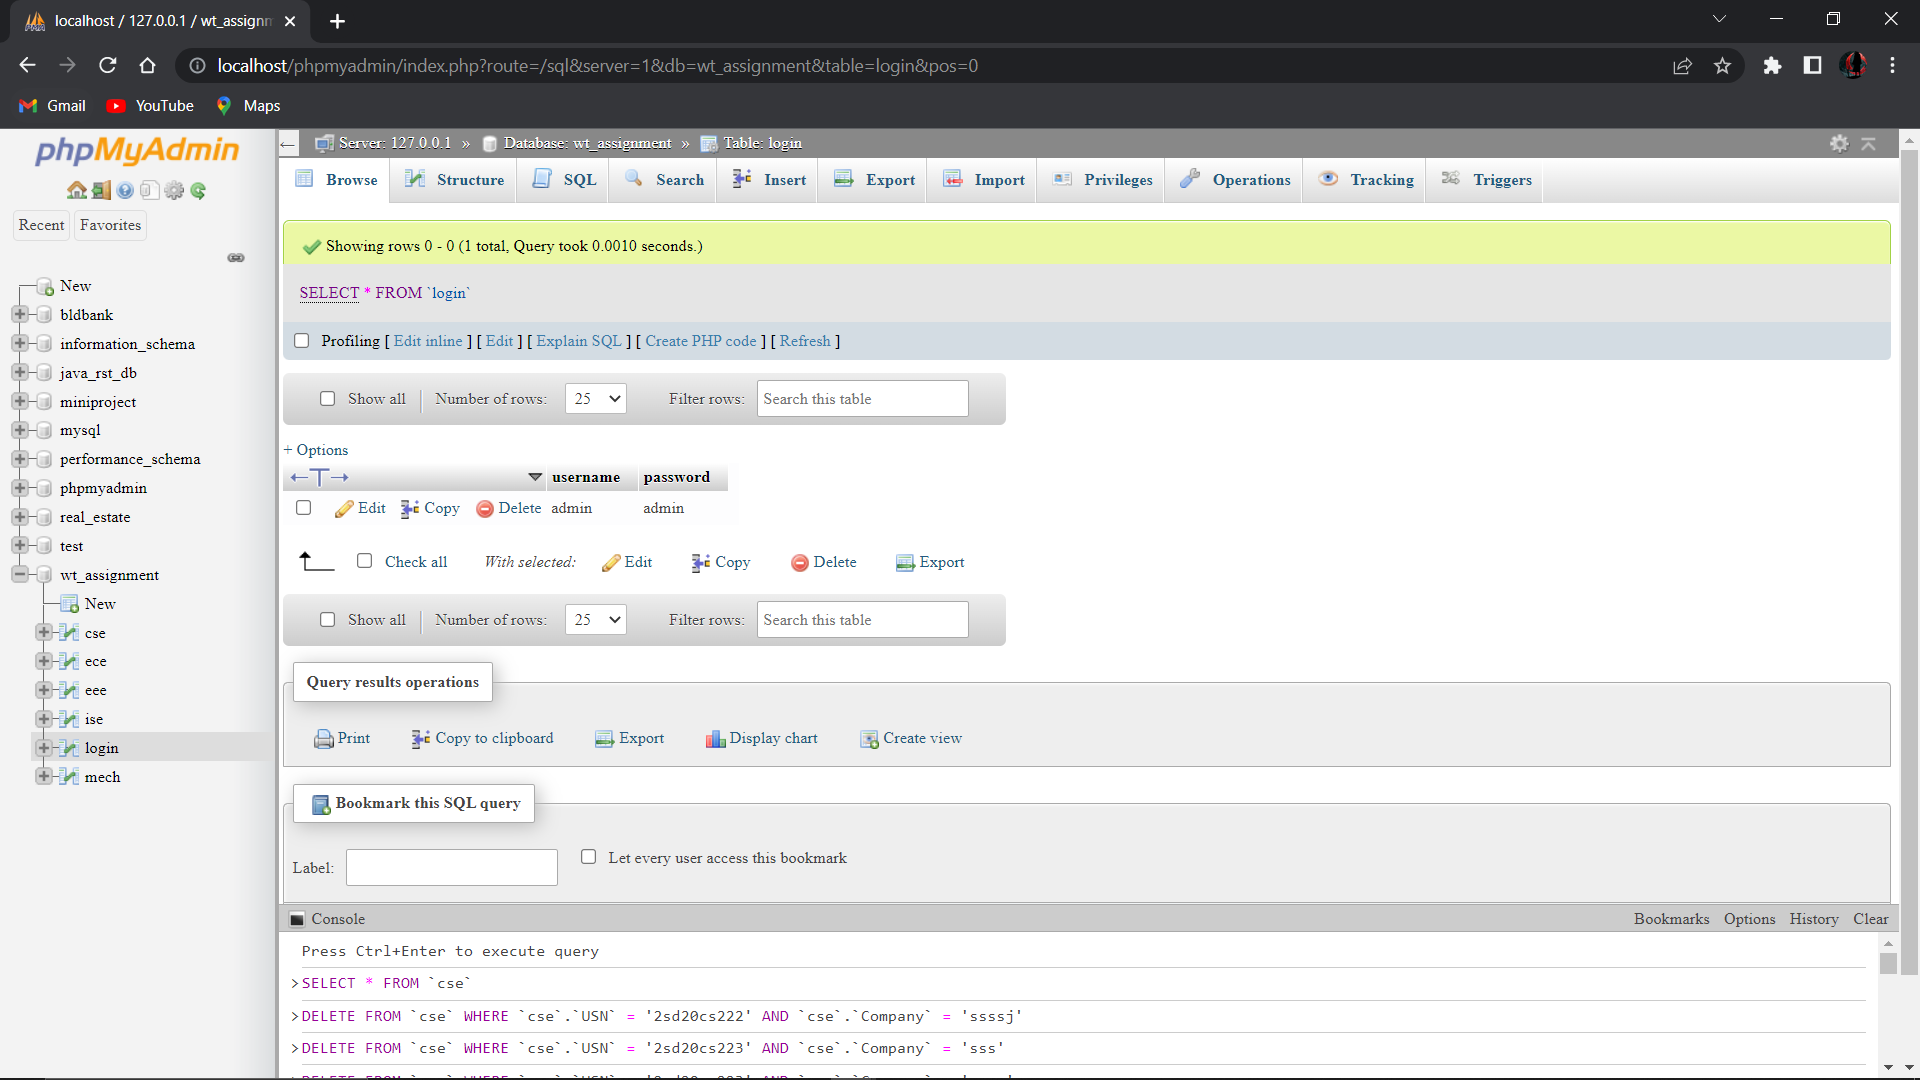 localhost / 127.0.0.1 / wt_assignm
localhost/phpmyadmin/index.php?route=/sql&server=1&db=wt_assignment&table=login&pos=0
Gmail YouTube Maps
phpMyAdmin
Recent Favorites
New
bldbank
information_schema
java_rst_db
miniproject
mysql
performance_schema
phpmyadmin
real_estate
test
wt_assignment
New
cse
ece
eee
ise
login
mech
Server: 127.0.0.1 » Database: wt_assignment » Table: login
Browse Structure SQL Search Insert Export Import Privileges Operations Tracking Triggers
Showing rows 0 - 0 (1 total, Query took 0.0010 seconds.)
SELECT * FROM `login`
Profiling [ Edit inline ] [ Edit ] [ Explain SQL ] [ Create PHP code ] [ Refresh ]
Show all Number of rows: 25 Filter rows: Search this table
+ Options
←T→ username password
Edit Copy Delete admin admin
Check all With selected: Edit Copy Delete Export
Show all Number of rows: 25 Filter rows: Search this table
Query results operations
Print Copy to clipboard Export Display chart Create view
Bookmark this SQL query
Label: Let every user access this bookmark
Console Bookmarks Options History Clear
Press Ctrl+Enter to execute query
>SELECT * FROM `cse`
>DELETE FROM `cse` WHERE `cse`.`USN` = '2sd20cs222' AND `cse`.`Company` = 'ssssj'
>DELETE FROM `cse` WHERE `cse`.`USN` = '2sd20cs223' AND `cse`.`Company` = 'sss'